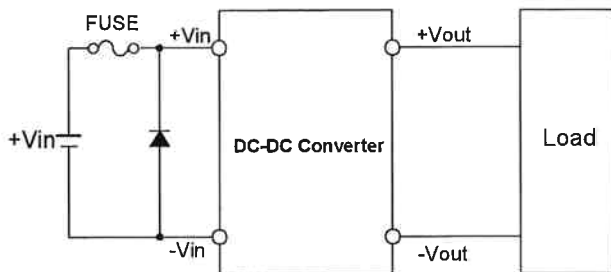 FUSE
+Vin
+Vout
+Vin
DC-DC Converter
Load
-Vin
-Vout